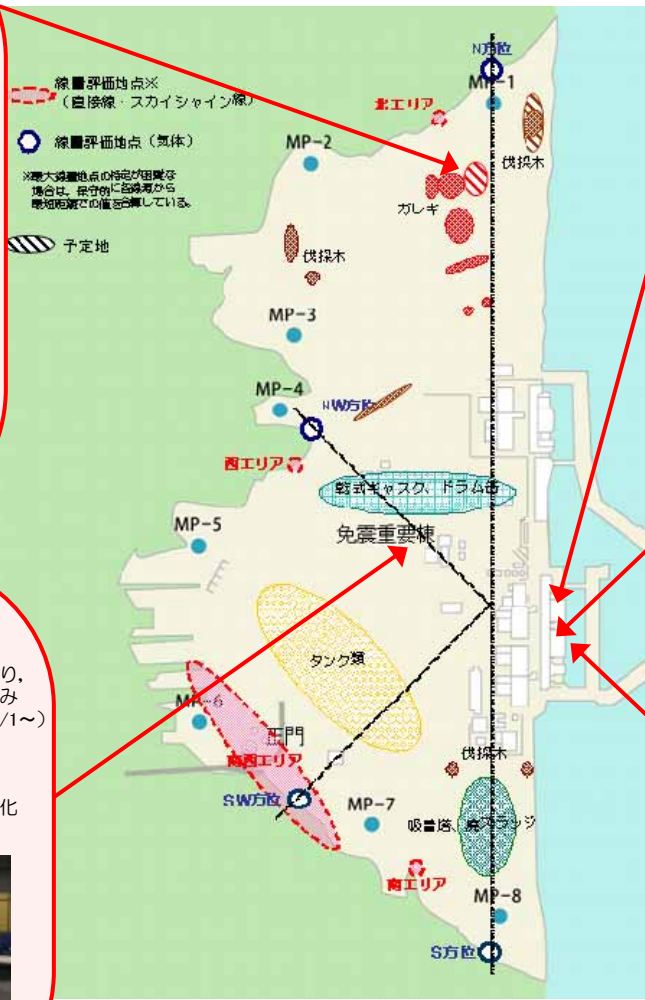 N方位
MP-1
線量評価地点※
（直接線・スカイシャイン線）
北エリア
線量評価地点（気体）
MP-2
伐採木
※最大線量地点の特定が困難な
場合は、保守的に各線源から
最短距離での値を合算している。
ガレキ
予定地
伐採木
MP-3
MP-4
NW方位
西エリア
乾式キャスク、ドラム缶
MP-5
免震重要棟
タンク類
り，
み
/1～)
MP-6
正門
南西エリア
伐採木
SW方位
MP-7
化
吸着塔、廃スラッジ
南エリア
MP-8
S方位